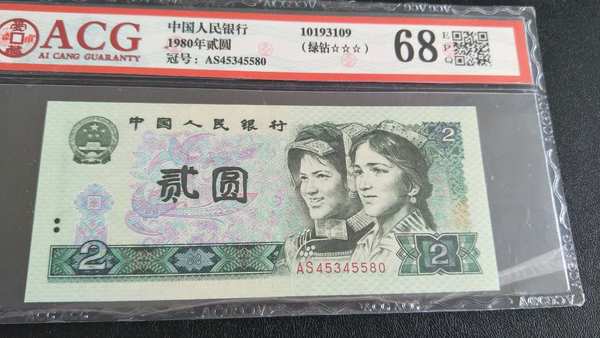 ACG
AI CANG GUARANTY
中国人民银行
1980年贰圆
冠号：AS45345580
10193109
（绿钻☆☆☆）
68
EPQ
中国人民银行
2
贰圆
AS45345580
2
2